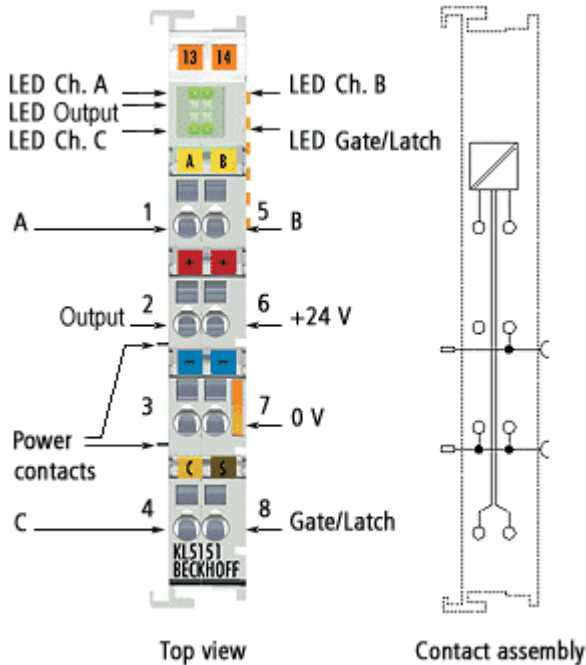 13 14
LED Ch. A
LED Output
LED Ch. C
LED Ch. B
LED Gate/Latch
A B
A 1 5 B
+ +
Output 2 6 +24 V
- -
3 7 0 V
Power
contacts
C S
C 4 8 Gate/Latch
KL5151
BECKHOFF
Top view
Contact assembly